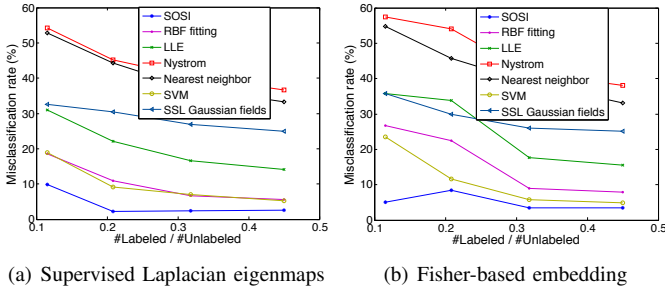 Misclassification rate (%)
60
50
40
30
20
10
0
0.1
0.2
0.3
0.4
0.5
#Labeled / #Unlabeled
SOSI
RBF fitting
LLE
Nystrom
Nearest neighbor
SVM
SSL Gaussian fields
(a) Supervised Laplacian eigenmaps
Misclassification rate (%)
60
50
40
30
20
10
0
0.1
0.2
0.3
0.4
0.5
#Labeled / #Unlabeled
SOSI
RBF fitting
LLE
Nystrom
Nearest neighbor
SVM
SSL Gaussian fields
(b) Fisher-based embedding